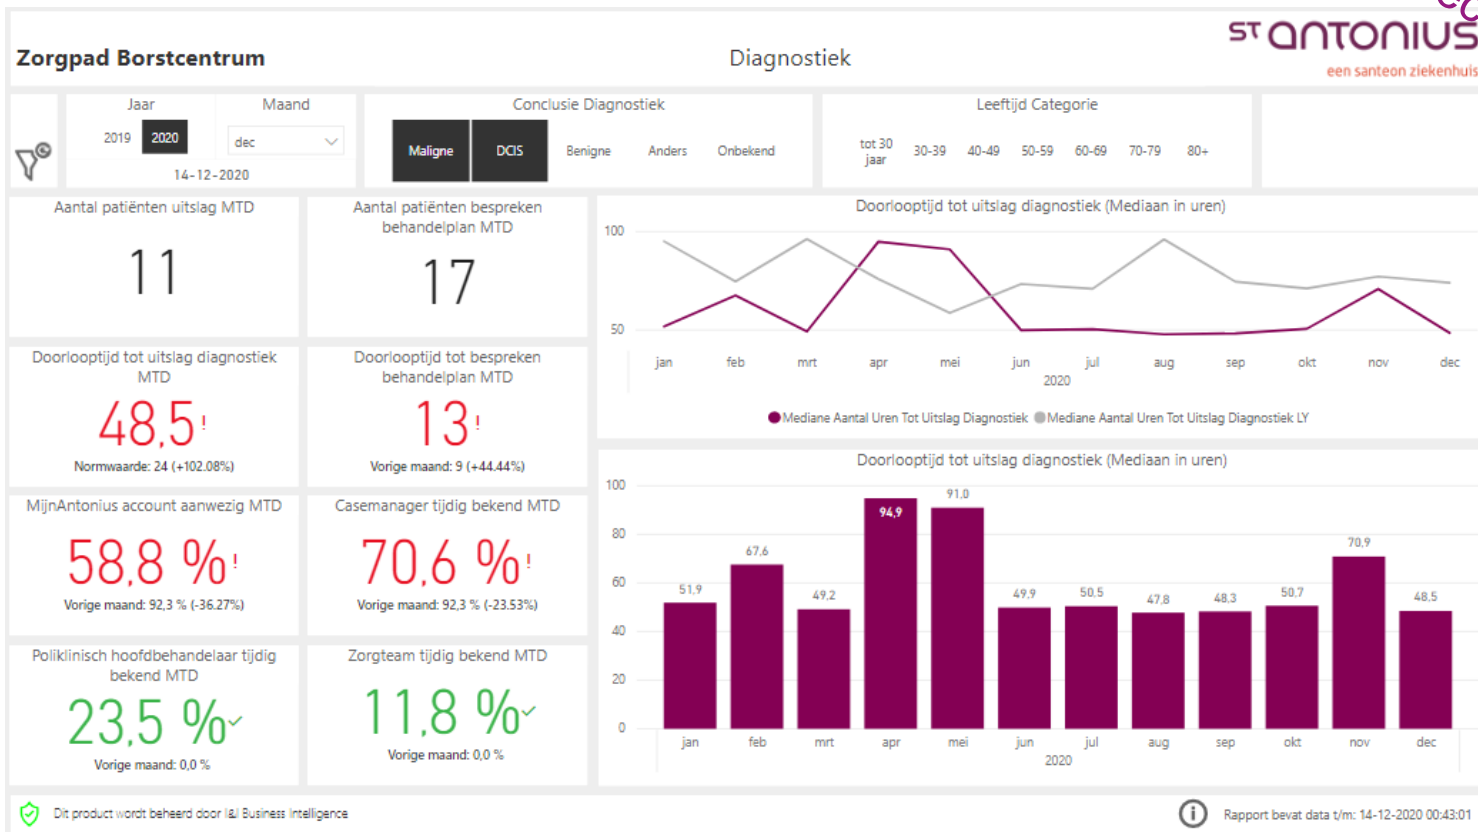 Zorgpad Borstcentrum
Diagnostiek
ST ANTONIUS
een santeon ziekenhuis
Jaar
Maand
2019 2020
dec
14-12-2020
Conclusie Diagnostiek
Maligne DCIS Benigne Anders Onbekend
Leeftijd Categorie
tot 30
jaar
30-39 40-49 50-59 60-69 70-79 80+
Aantal patiënten uitslag MTD
11
Aantal patiënten bespreken
behandelplan MTD
17
Doorlooptijd tot uitslag diagnostiek
MTD
48,5 !
Normwaarde: 24 (+102.08%)
Doorlooptijd tot bespreken
behandelplan MTD
13 !
Vorige maand: 9 (+44.44%)
MijnAntonius account aanwezig MTD
58,8 % !
Vorige maand: 92,3 % (-36.27%)
Casemanager tijdig bekend MTD
70,6 % !
Vorige maand: 92,3 % (-23.53%)
Poliklinisch hoofdbehandelaar tijdig
bekend MTD
23,5 %
Vorige maand: 0,0 %
Zorgteam tijdig bekend MTD
11,8 %
Vorige maand: 0,0 %
Doorlooptijd tot uitslag diagnostiek (Mediaan in uren)
100
50
jan feb mrt apr mei jun jul aug sep okt nov dec
2020
Mediane Aantal Uren Tot Uitslag Diagnostiek Mediane Aantal Uren Tot Uitslag Diagnostiek LY
Doorlooptijd tot uitslag diagnostiek (Mediaan in uren)
100
80
60
40
20
0
51,9 67,6 49,2 94,9 91,0 49,9 50,5 47,8 48,3 50,7 70,9 48,5
jan feb mrt apr mei jun jul aug sep okt nov dec
2020
Dit product wordt beheerd door I&I Business Intelligence
Rapport bevat data t/m: 14-12-2020 00:43:01